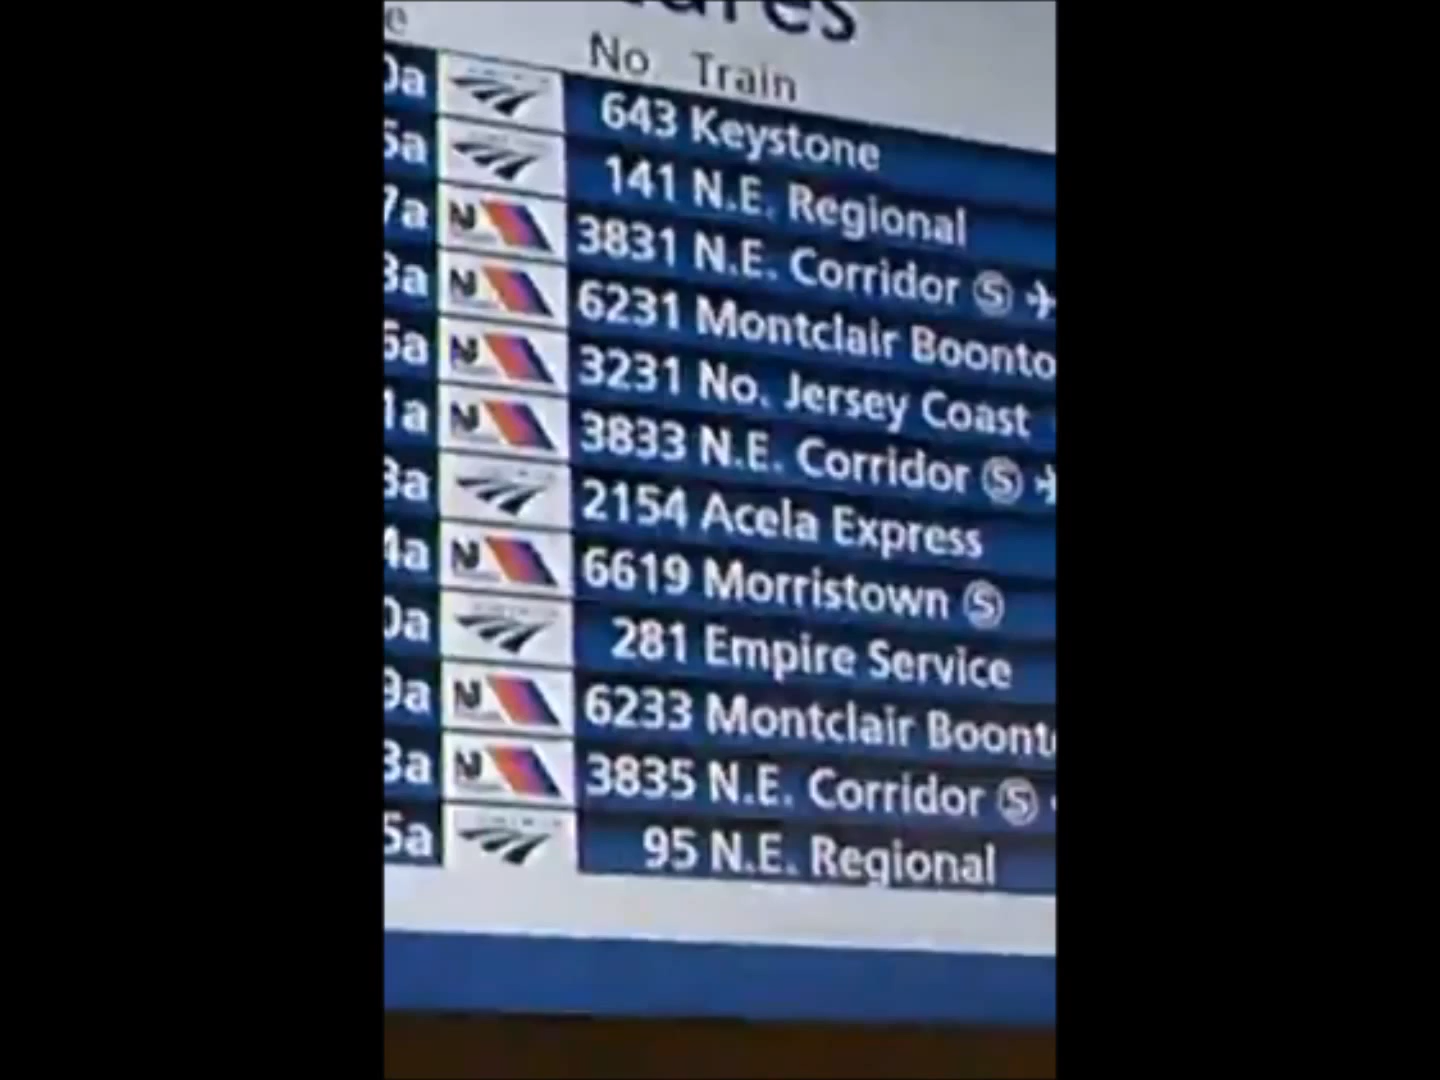 No Train
643 Keystone
141 N.E. Regional
3831 N.E. Corridor S
6231 Montclair Boonto
3231 No. Jersey Coast
3833 N.E. Corridor S
2154 Acela Express
6619 Morristown S
281 Empire Service
6233 Montclair Boont
3835 N.E. Corridor S
95 N.E. Regional